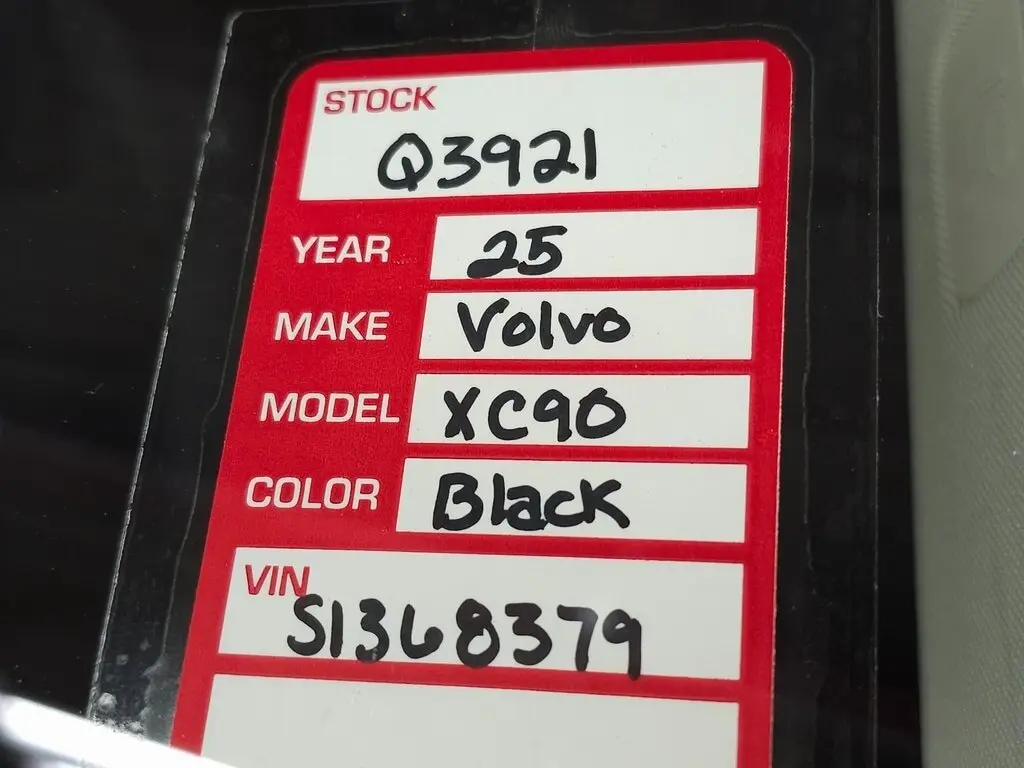 STOCK
Q3921
YEAR 25
MAKE Volvo
MODEL XC90
COLOR Black
VIN
S1368379